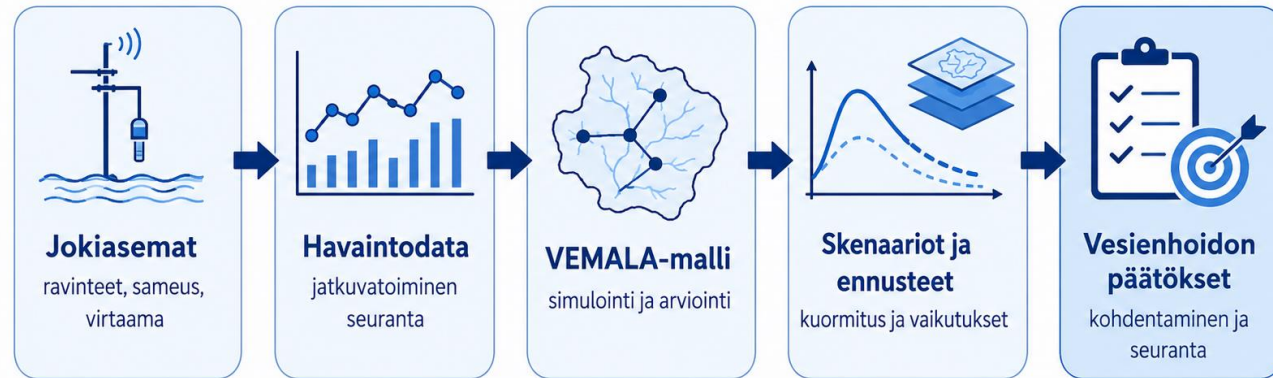 Jokiasemat
ravinteet, sameus,
virtaama
Havaintodata
jatkuvatoiminen
seuranta
VEMALA-malli
simulointi ja arviointi
Skenaariot ja
ennusteet
kuormitus ja vaikutukset
Vesienhoidon
päätökset
kohdentaminen ja
seuranta